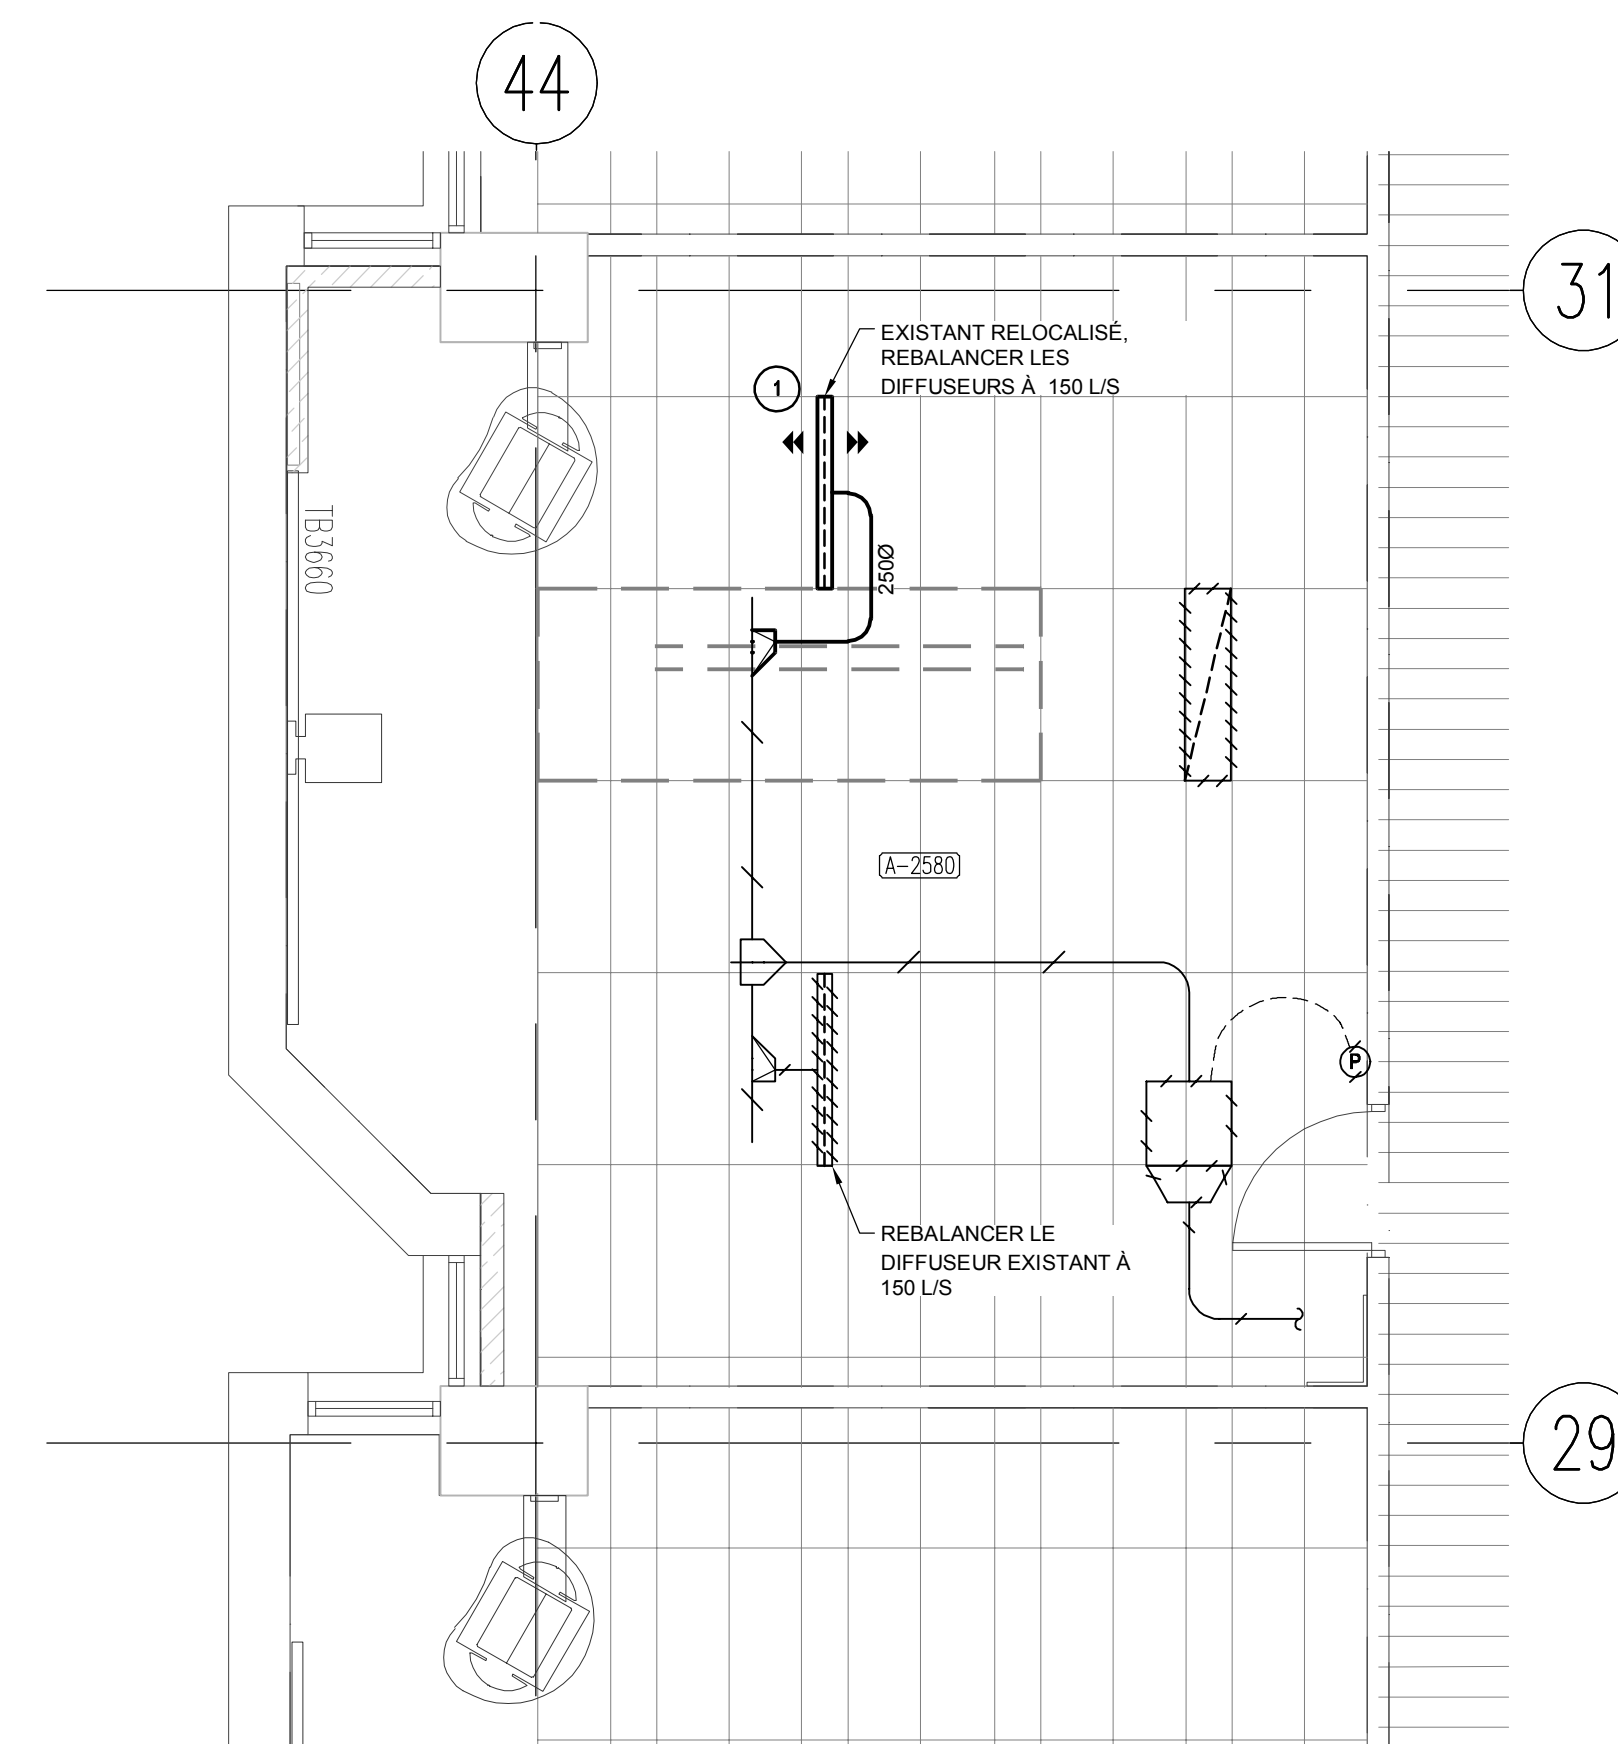 44
31
EXISTANT RELOCALISÉ,
REBALANCER LES
DIFFUSEURS À 150 L/S
1
TB3660
250Ø
A-2580
P
REBALANCER LE
DIFFUSEUR EXISTANT À
150 L/S
29